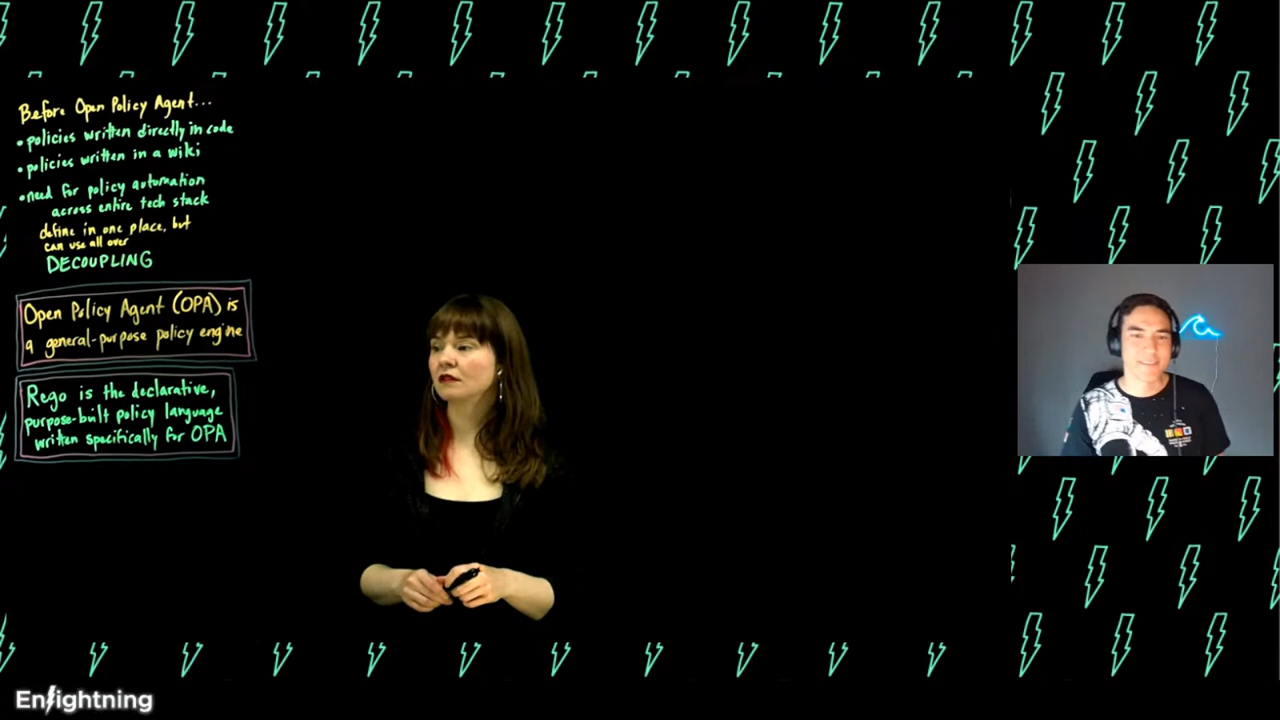 Before Open Policy Agent...
• policies written directly in code
• policies written in a wiki
• need for policy automation
across entire tech stack
define in one place, but
can use all over
DECOUPLING
Open Policy Agent (OPA) is
a general-purpose policy engine
Rego is the declarative,
purpose-built policy language
written specifically for OPA
Enlightning